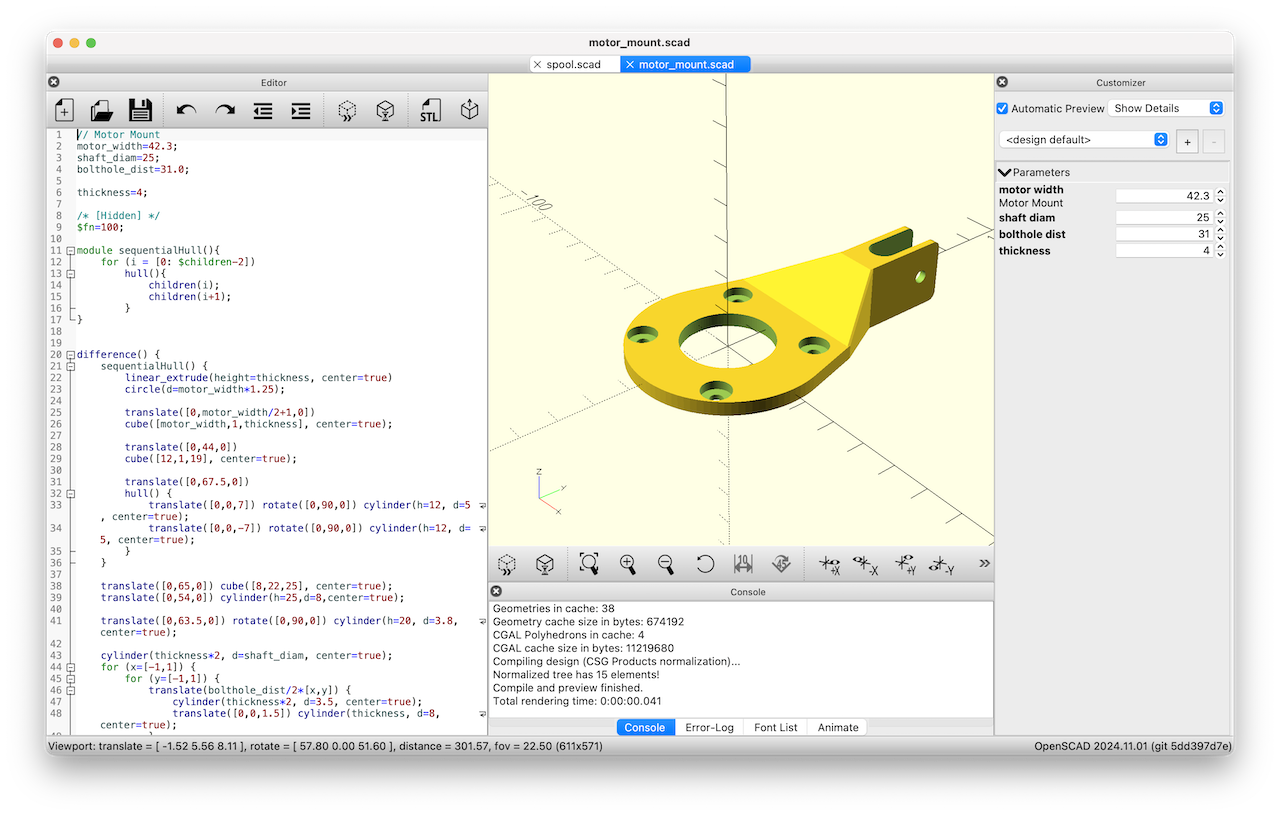 motor_mount.scad
spool.scad
motor_mount.scad
Editor
STL
1 // Motor Mount
2 motor_width=42.3;
3 shaft_diam=25;
4 bolthole_dist=31.0;
5
6 thickness=4;
7
8 /* [Hidden] */
9 $fn=100;
10
11 module sequentialHull(){
12 for (i = [0: $children-2])
13 hull(){
14 children(i);
15 children(i+1);
16 }
17 }
18
19
20 difference() {
21 sequentialHull() {
22 linear_extrude(height=thickness, center=true)
23 circle(d=motor_width*1.25);
24
25 translate([0,motor_width/2+1,0])
26 cube([motor_width,1,thickness], center=true);
27
28 translate([0,44,0])
29 cube([12,1,19], center=true);
30
31 translate([0,67.5,0])
32 hull() {
33 translate([0,0,7]) rotate([0,90,0]) cylinder(h=12, d=5
, center=true);
34 translate([0,0,-7]) rotate([0,90,0]) cylinder(h=12, d=
5, center=true);
35 }
36 }
37
38 translate([0,65,0]) cube([8,22,25], center=true);
39 translate([0,54,0]) cylinder(h=25,d=8,center=true);
40
41 translate([0,63.5,0]) rotate([0,90,0]) cylinder(h=20, d=3.8,
center=true);
42
43 cylinder(thickness*2, d=shaft_diam, center=true);
44 for (x=[-1,1]) {
45 for (y=[-1,1]) {
46 translate(bolthole_dist/2*[x,y]) {
47 cylinder(thickness*2, d=3.5, center=true);
48 translate([0,0,1.5]) cylinder(thickness, d=8,
center=true);
49 }
-100
Z
Y
X
10
45
+X
-X
+Y
-Y
»
Console
Geometries in cache: 38
Geometry cache size in bytes: 674192
CGAL Polyhedrons in cache: 4
CGAL cache size in bytes: 11219680
Compiling design (CSG Products normalization)...
Normalized tree has 15 elements!
Compile and preview finished.
Total rendering time: 0:00:00.041
Console
Error-Log
Font List
Animate
Customizer
Automatic Preview
Show Details
<design default>
+
-
Parameters
motor width
Motor Mount
42.3
shaft diam
25
bolthole dist
31
thickness
4
Viewport: translate = [ -1.52 5.56 8.11 ], rotate = [ 57.80 0.00 51.60 ], distance = 301.57, fov = 22.50 (611x571)
OpenSCAD 2024.11.01 (git 5dd397d7e)